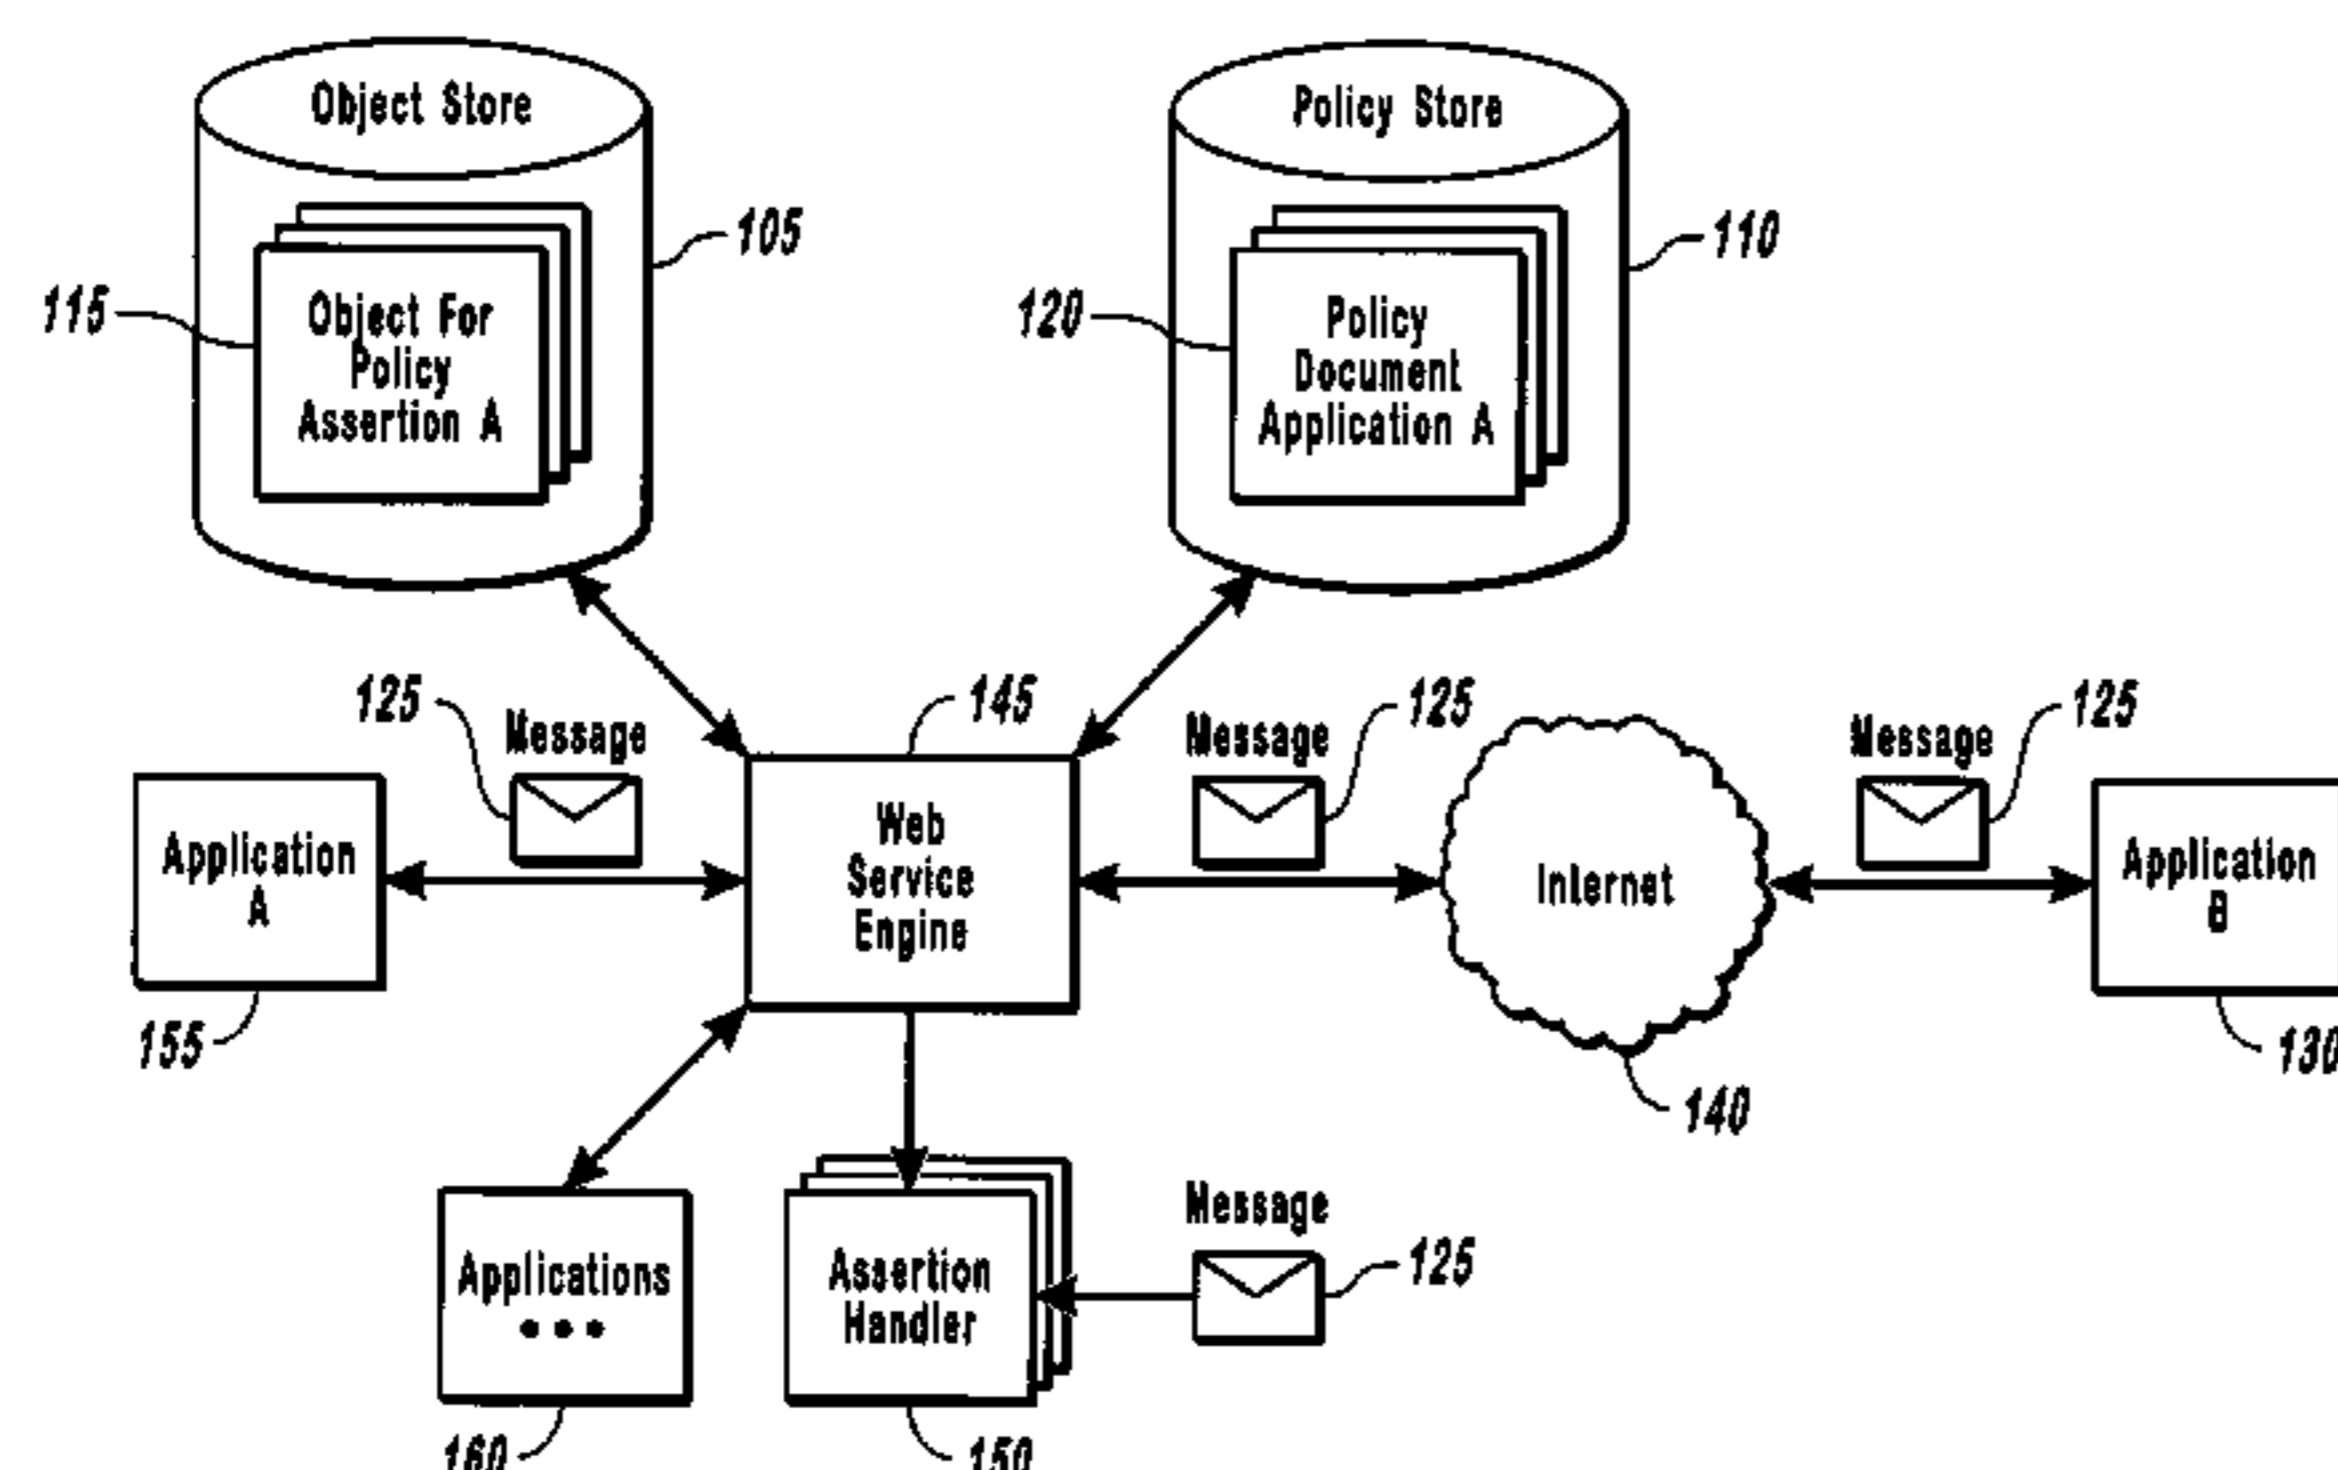 Object Store
Policy Store
105
110
115
Object For
Policy
Assertion A
120
Policy
Document
Application A
125
Message
145
Message
125
Message
125
Application
A
Web
Service
Engine
Internet
Application
B
155
130
140
Applications
• • •
Assertion
Handler
Message
125
160
150